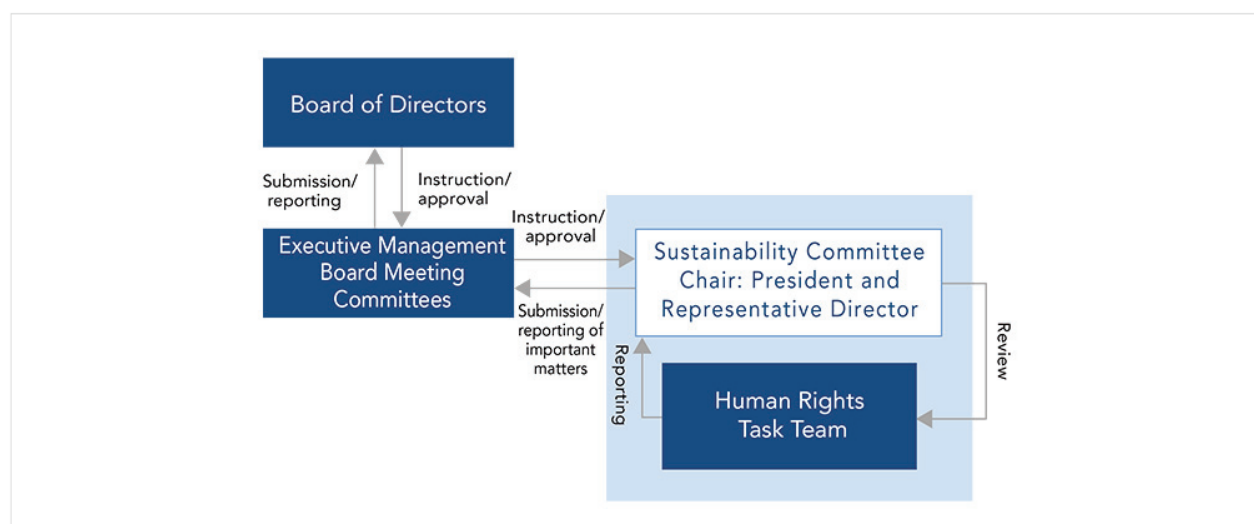 Board of Directors
Submission/
reporting
Instruction/
approval
Executive Management
Board Meeting
Committees
Instruction/
approval
Submission/
reporting of
important
matters
Sustainability Committee
Chair: President and
Representative Director
Reporting
Review
Human Rights
Task Team